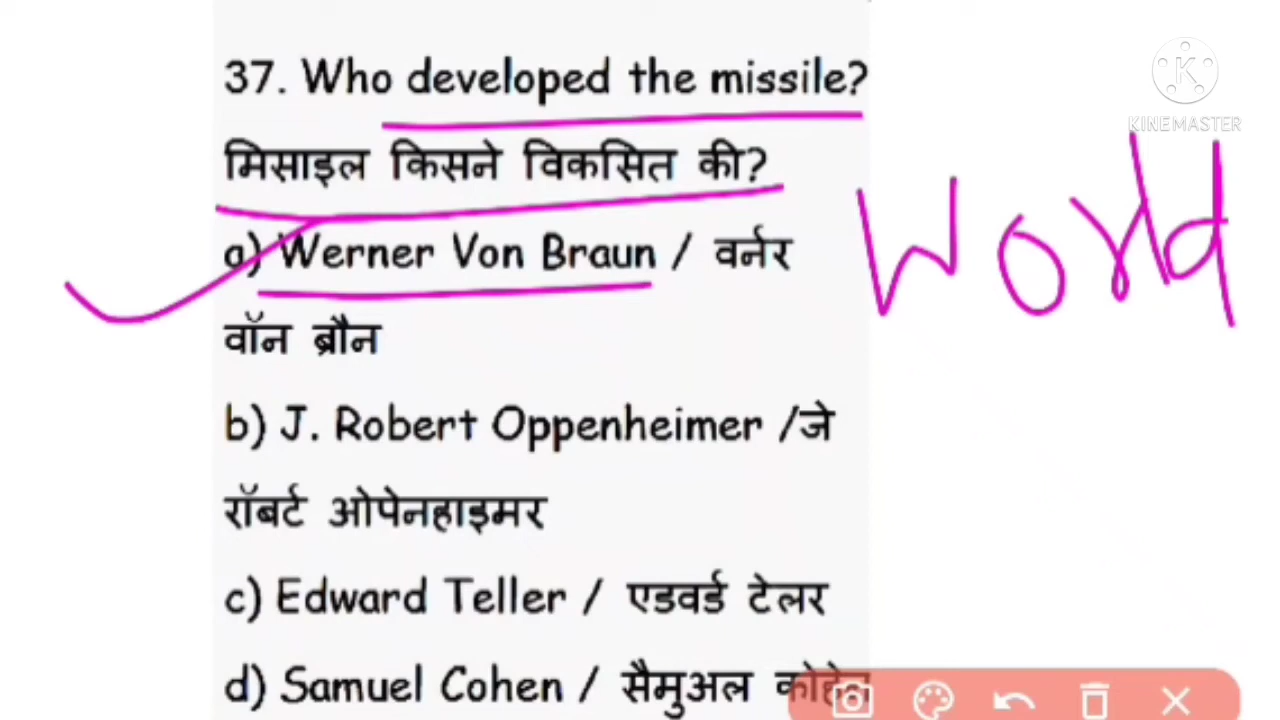 37. Who developed the missile?
मिसाइल किसने विकसित की?
a) Werner Von Braun / वर्नर
वॉन ब्रौन
b) J. Robert Oppenheimer /जे
रॉबर्ट ओपेनहाइमर
c) Edward Teller / एडवर्ड टेलर
d) Samuel Cohen / सैमुअल कोहेन
World
K
KINEMASTER